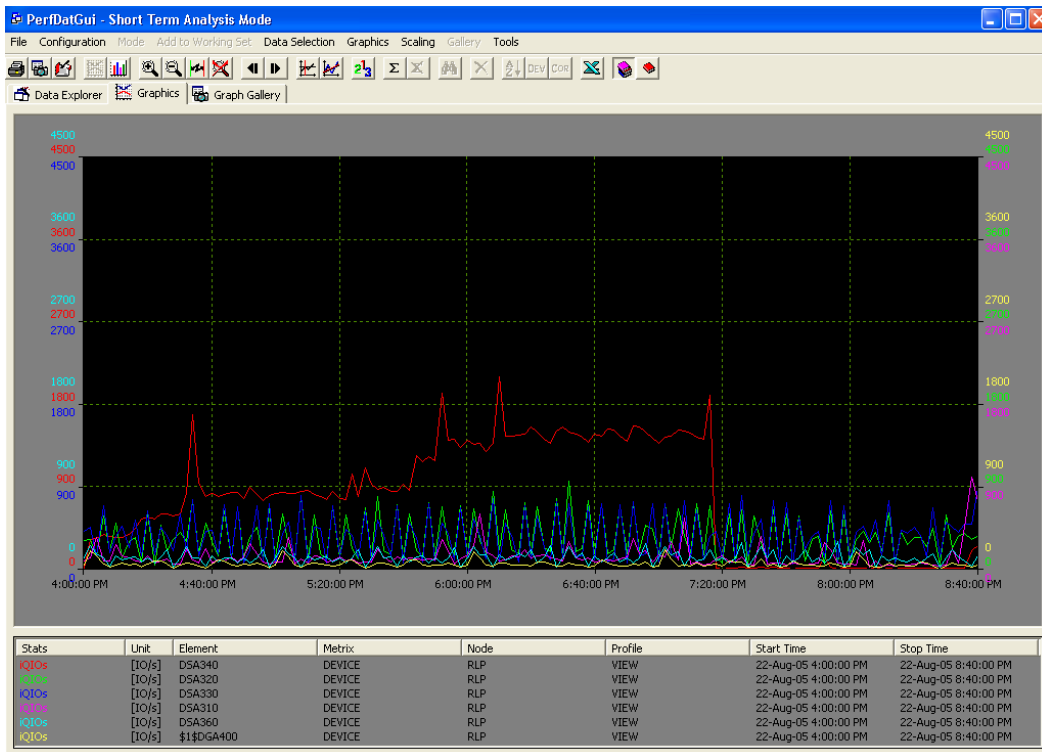 PerfDatGui - Short Term Analysis Mode
File Configuration Mode Add to Working Set Data Selection Graphics Scaling Gallery Tools
DEV COR
Data Explorer Graphics Graph Gallery
4500 4500
4500 4500
4500 4500
3600 3600
3600 3600
3600 3600
2700 2700
2700 2700
2700 2700
1800 1800
1800 1800
1800 1800
900 900
900 900
900 900
0 0
0 0
0 0
4:00:00 PM 4:40:00 PM 5:20:00 PM 6:00:00 PM 6:40:00 PM 7:20:00 PM 8:00:00 PM 8:40:00 PM
Stats Unit Element Metrix Node Profile Start Time Stop Time
iQIOs [IO/s] DSA340 DEVICE RLP VIEW 22-Aug-05 4:00:00 PM 22-Aug-05 8:40:00 PM
iQIOs [IO/s] DSA320 DEVICE RLP VIEW 22-Aug-05 4:00:00 PM 22-Aug-05 8:40:00 PM
iQIOs [IO/s] DSA330 DEVICE RLP VIEW 22-Aug-05 4:00:00 PM 22-Aug-05 8:40:00 PM
iQIOs [IO/s] DSA310 DEVICE RLP VIEW 22-Aug-05 4:00:00 PM 22-Aug-05 8:40:00 PM
iQIOs [IO/s] DSA360 DEVICE RLP VIEW 22-Aug-05 4:00:00 PM 22-Aug-05 8:40:00 PM
iQIOs [IO/s] $1$DGA400 DEVICE RLP VIEW 22-Aug-05 4:00:00 PM 22-Aug-05 8:40:00 PM